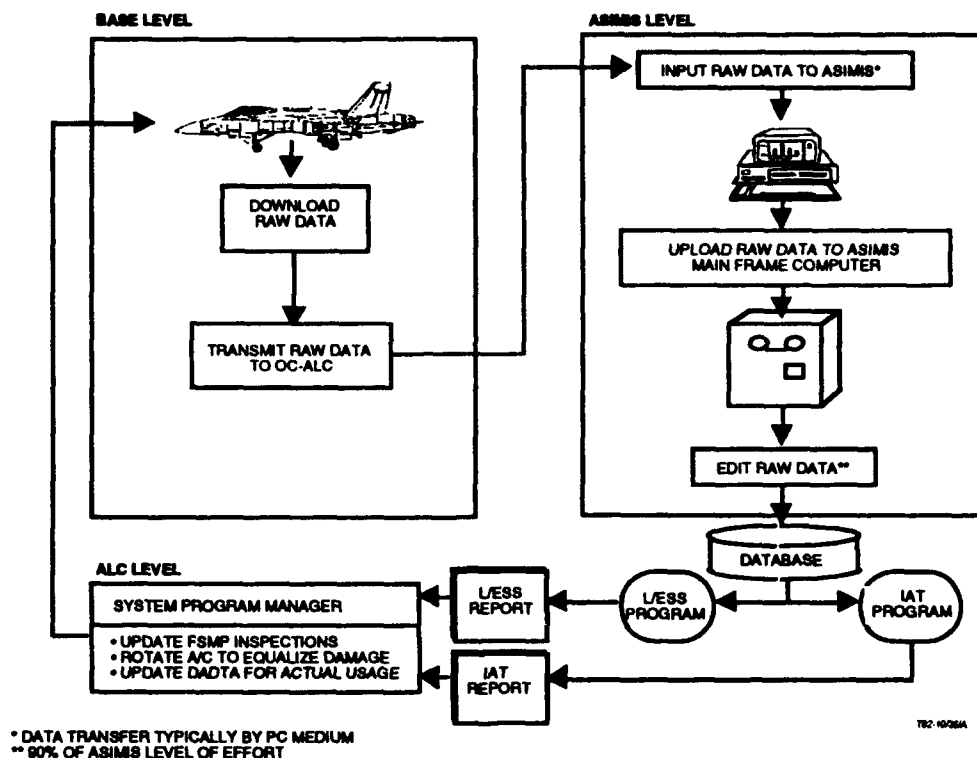 BASE LEVEL
DOWNLOAD
RAW DATA
TRANSMIT RAW DATA
TO OC-ALC
ASIMIS LEVEL
INPUT RAW DATA TO ASIMIS*
UPLOAD RAW DATA TO ASIMIS
MAIN FRAME COMPUTER
EDIT RAW DATA**
DATABASE
L/ESS
PROGRAM
IAT
PROGRAM
L/ESS
REPORT
IAT
REPORT
ALC LEVEL
SYSTEM PROGRAM MANAGER
• UPDATE FSMP INSPECTIONS
• ROTATE A/C TO EQUALIZE DAMAGE
• UPDATE DADTA FOR ACTUAL USAGE
* DATA TRANSFER TYPICALLY BY PC MEDIUM
** 90% OF ASIMIS LEVEL OF EFFORT